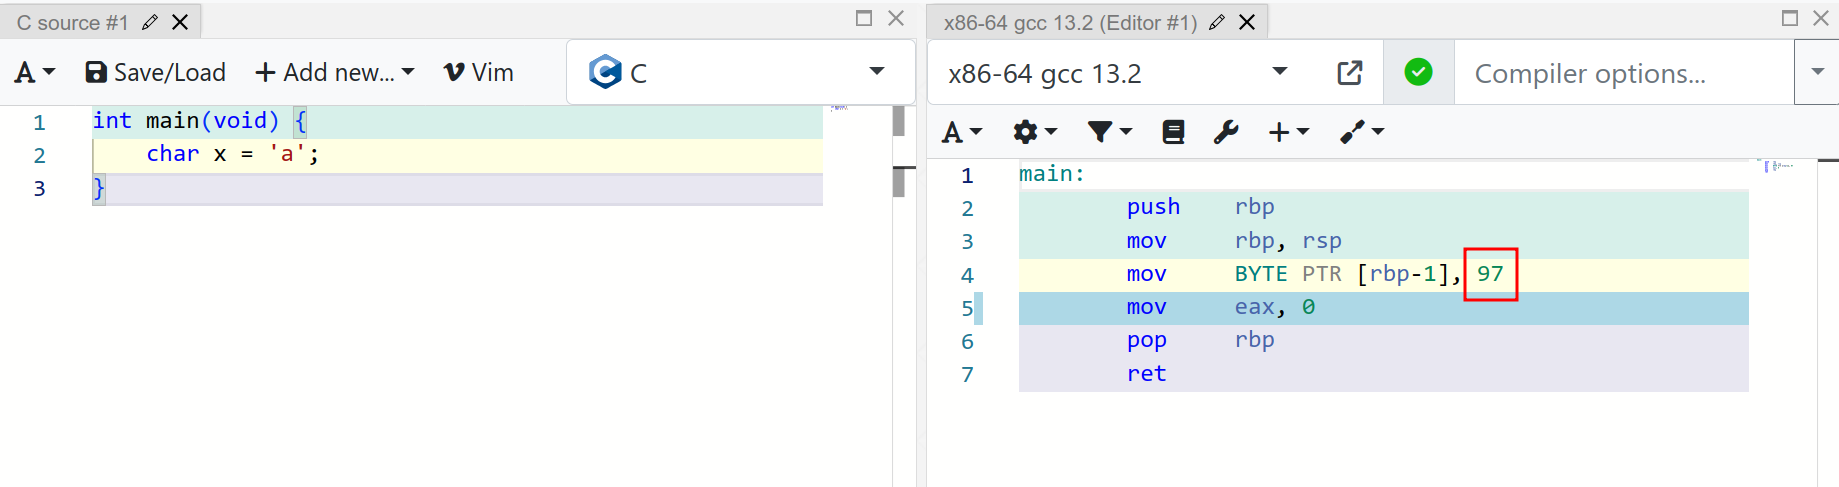 C source #1
A Save/Load + Add new... Vim C
1 int main(void) {
2     char x = 'a';
3 }
x86-64 gcc 13.2 (Editor #1)
x86-64 gcc 13.2 Compiler options...
A
1 main:
2         push    rbp
3         mov     rbp, rsp
4         mov     BYTE PTR [rbp-1], 97
5         mov     eax, 0
6         pop     rbp
7         ret